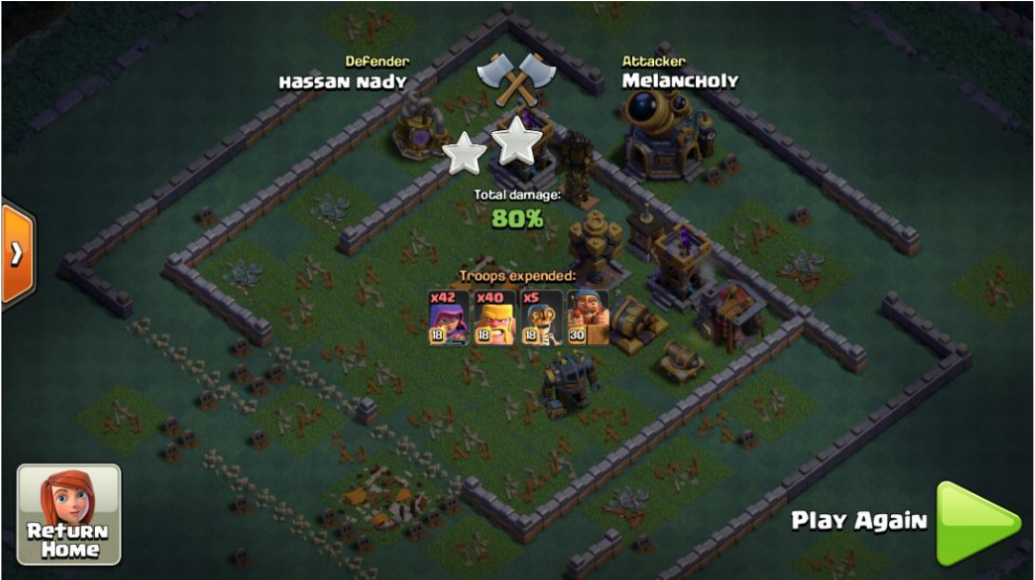 Defender
Hassan Nady
Attacker
Melancholy
Total damage:
80%
Troops expended:
x42 x40 x5
18 18 18 30
Return
Home
Play Again